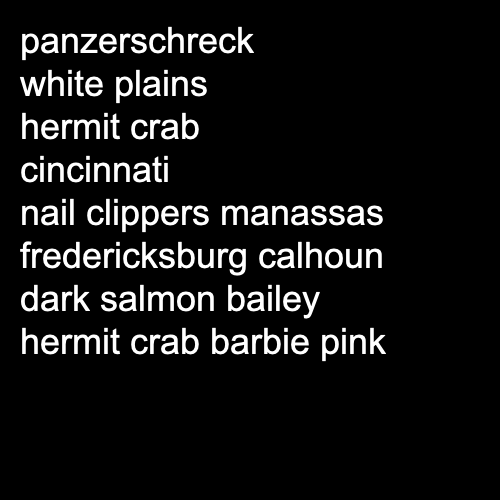 panzerschreck
white plains
hermit crab
cincinnati
nail clippers manassas
fredericksburg calhoun
dark salmon bailey
hermit crab barbie pink